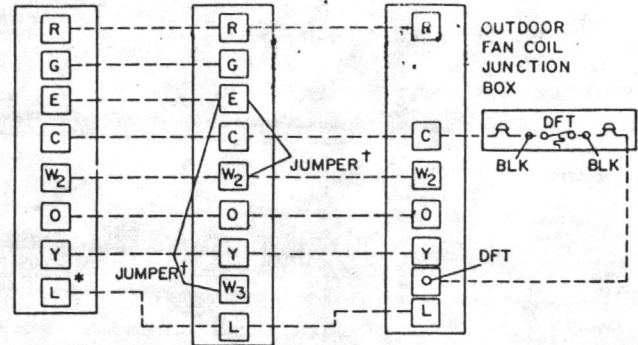 R R R
G G
E E
C C C
W2 W2 W2
O O O
Y Y Y
L * W3
L L
JUMPER †
JUMPER †
OUTDOOR
FAN COIL
JUNCTION
BOX
DFT
BLK BLK
DFT